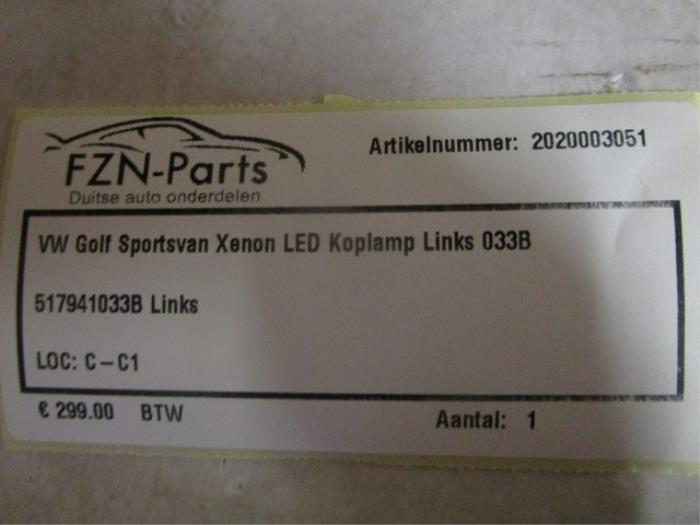 FZN-Parts
Duitse auto onderdelen
Artikelnummer: 2020003051
VW Golf Sportsvan Xenon LED Koplamp Links 033B
517941033B Links
LOC: C-C1
€ 299.00 BTW
Aantal: 1